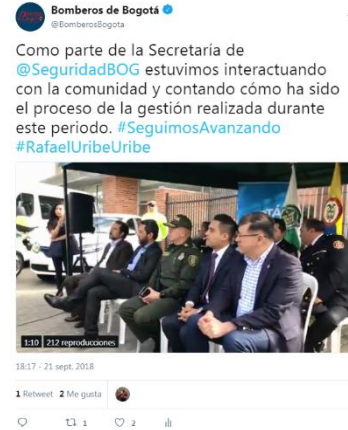 Bomberos de Bogotá
@BomberosBogota
Como parte de la Secretaría de
@SeguridadBOG estuvimos interactuando
con la comunidad y contando cómo ha sido
el proceso de la gestión realizada durante
este periodo. #SeguimosAvanzando
#RafaelUribeUribe
1:10 212 reproducciones
18:17 - 21 sept. 2018
1 Retweet 2 Me gusta
1 2